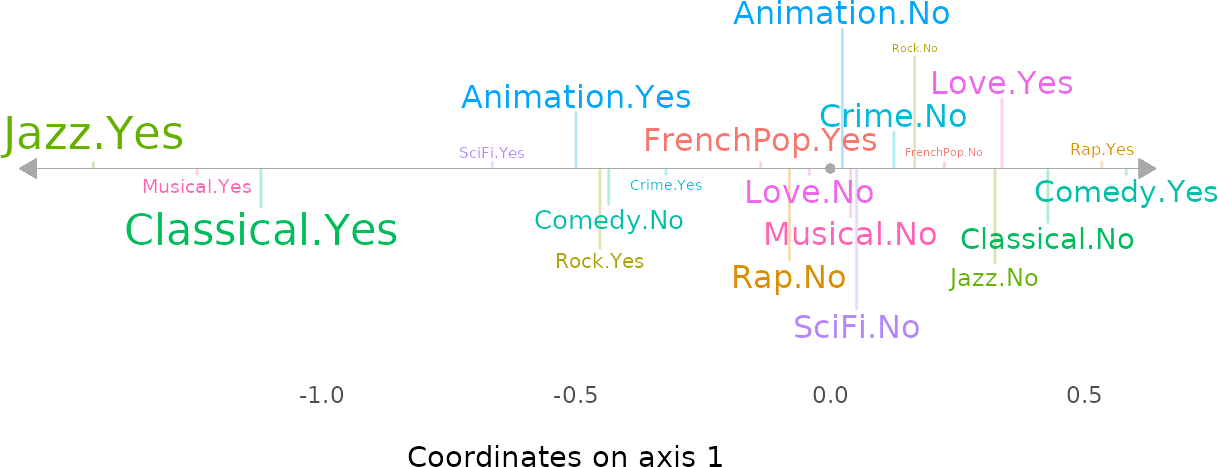 Animation.No
Rock.No
Love.Yes
Animation.Yes
Crime.No
Jazz.Yes
FrenchPop.Yes
SciFi.Yes
FrenchPop.No
Rap.Yes
Musical.Yes
Crime.Yes
Love.No
Comedy.Yes
Classical.Yes
Comedy.No
Musical.No
Classical.No
Rock.Yes
Rap.No
Jazz.No
SciFi.No
-1.0 -0.5 0.0 0.5
Coordinates on axis 1